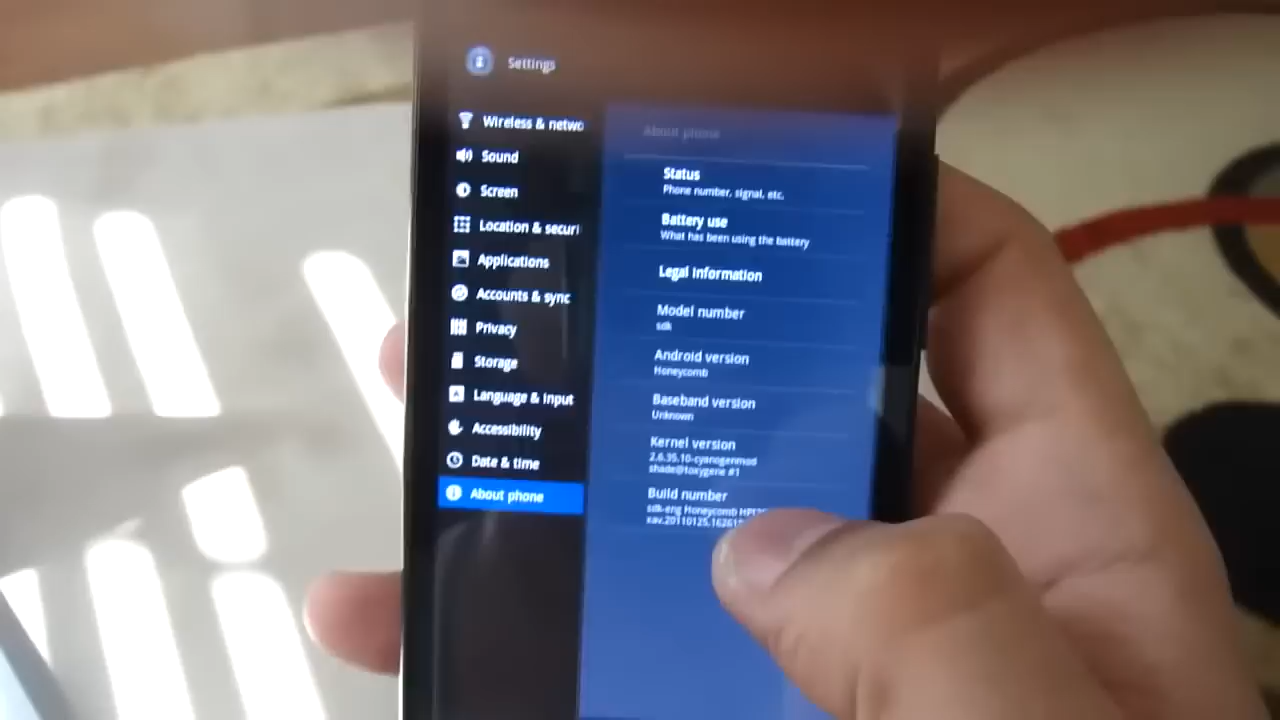 Settings
Wireless & netwo
Sound
Screen
Location & securi
Applications
Accounts & sync
Privacy
Storage
Language & input
Accessibility
Date & time
About phone
About phone
Status
Phone number, signal, etc.
Battery use
What has been using the battery
Legal information
Model number
sdk
Android version
Honeycomb
Baseband version
Unknown
Kernel version
2.6.35.10-cyanogenmod
shade@toxygene #1
Build number
sdk-eng Honeycomb